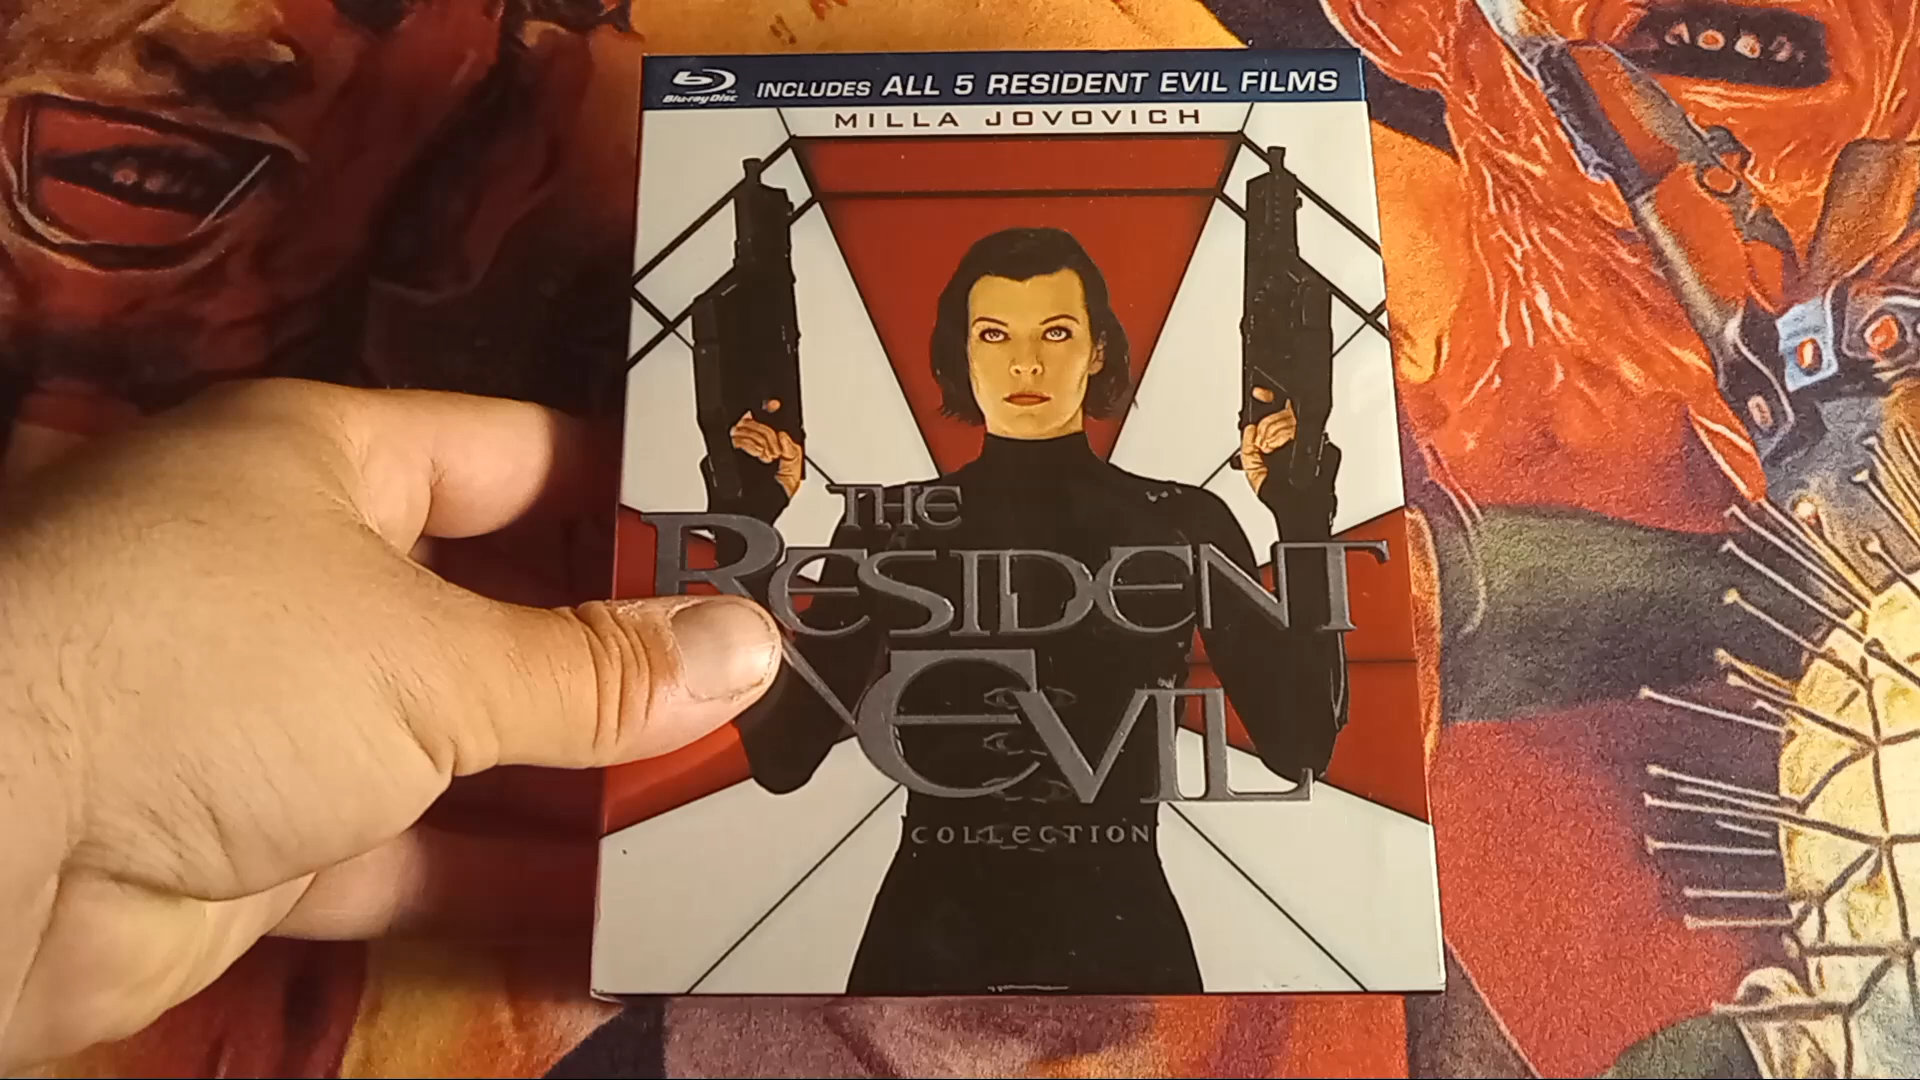 Blu-ray Disc
INCLUDES ALL 5 RESIDENT EVIL FILMS
MILLA JOVOVICH
THE
RESIDENT
EVIL
COLLECTION